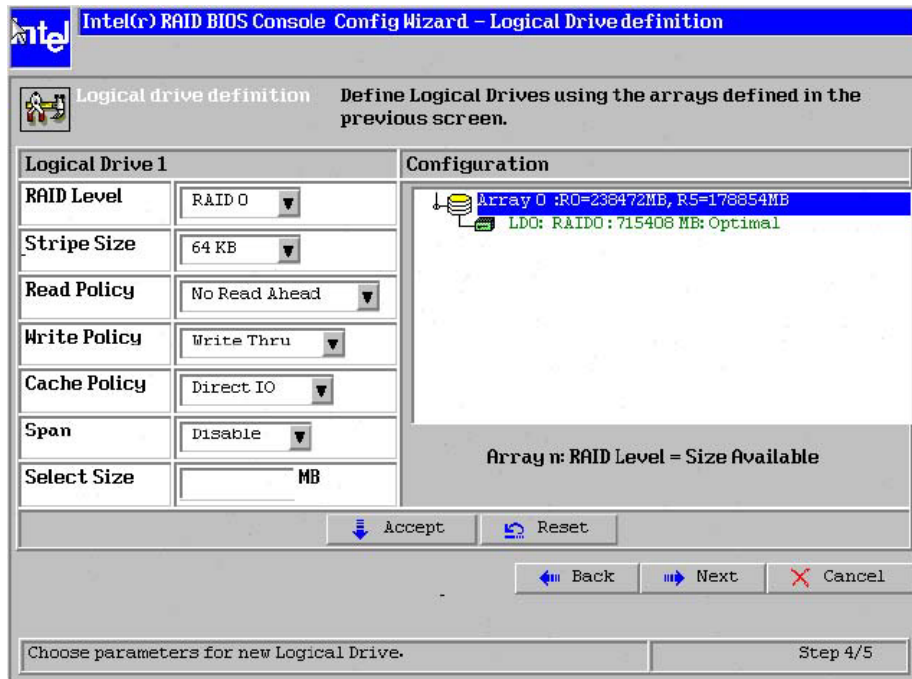 intel
Intel(r) RAID BIOS Console Config Wizard - Logical Drive definition
Logical drive definition
Define Logical Drives using the arrays defined in the
previous screen.
Logical Drive 1
Configuration
RAID Level
RAID 0
Stripe Size
64 KB
Read Policy
No Read Ahead
Write Policy
Write Thru
Cache Policy
Direct IO
Span
Disable
Select Size
MB
Array 0 :R0=238472MB, R5=178854MB
LD0: RAID0 : 715408 MB: Optimal
Array n: RAID Level = Size Available
Accept
Reset
Back
Next
Cancel
Choose parameters for new Logical Drive.
Step 4/5